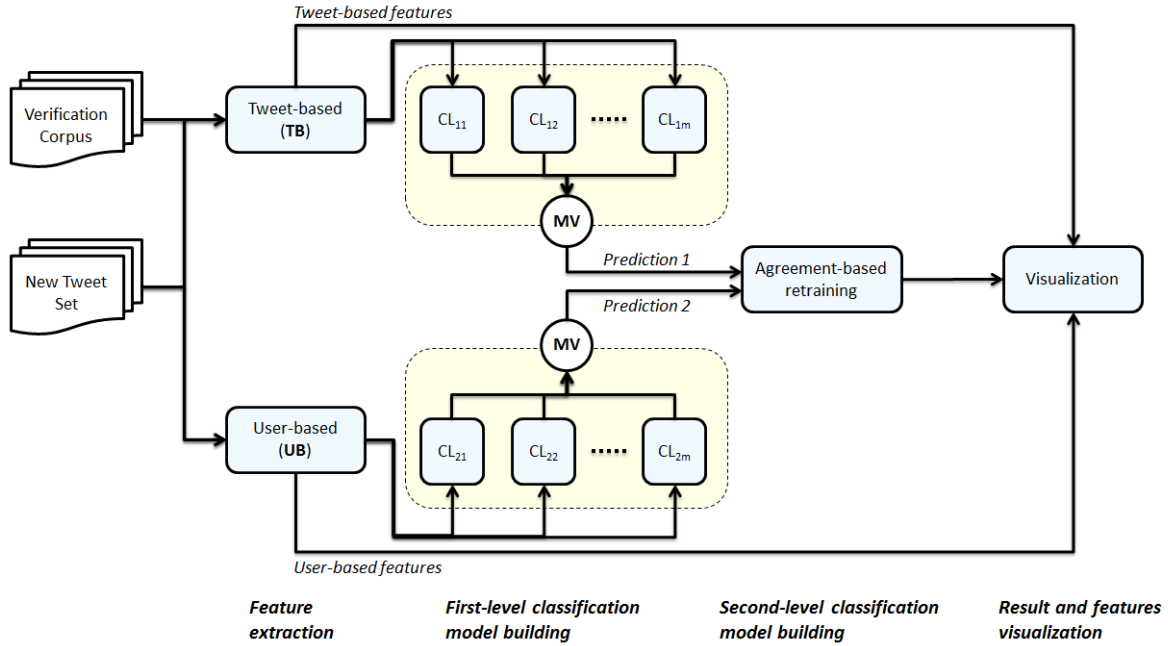 Tweet-based features
Verification
Corpus
Tweet-based
(TB)
CL11
CL12
CL1m
MV
New Tweet
Set
Prediction 1
Agreement-based
retraining
Visualization
Prediction 2
MV
User-based
(UB)
CL21
CL22
CL2m
User-based features
Feature
extraction
First-level classification
model building
Second-level classification
model building
Result and features
visualization